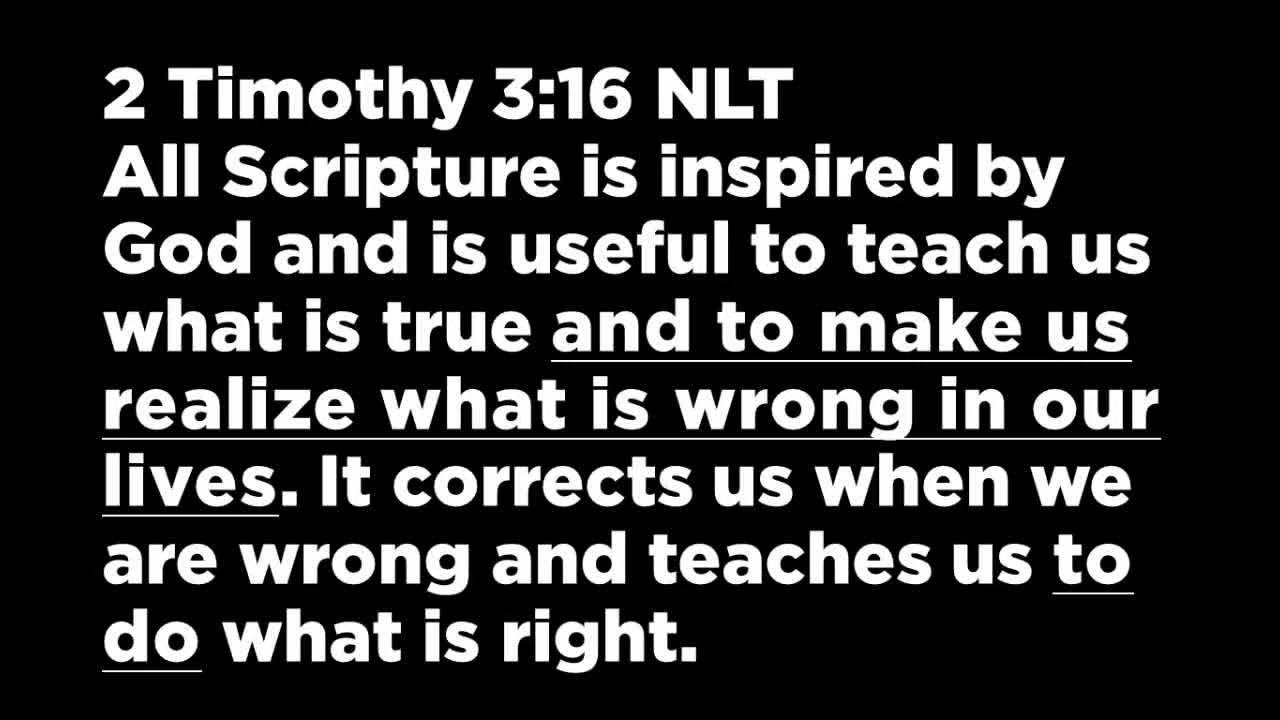 2 Timothy 3:16 NLT
All Scripture is inspired by
God and is useful to teach us
what is true and to make us
realize what is wrong in our
lives. It corrects us when we
are wrong and teaches us to
do what is right.